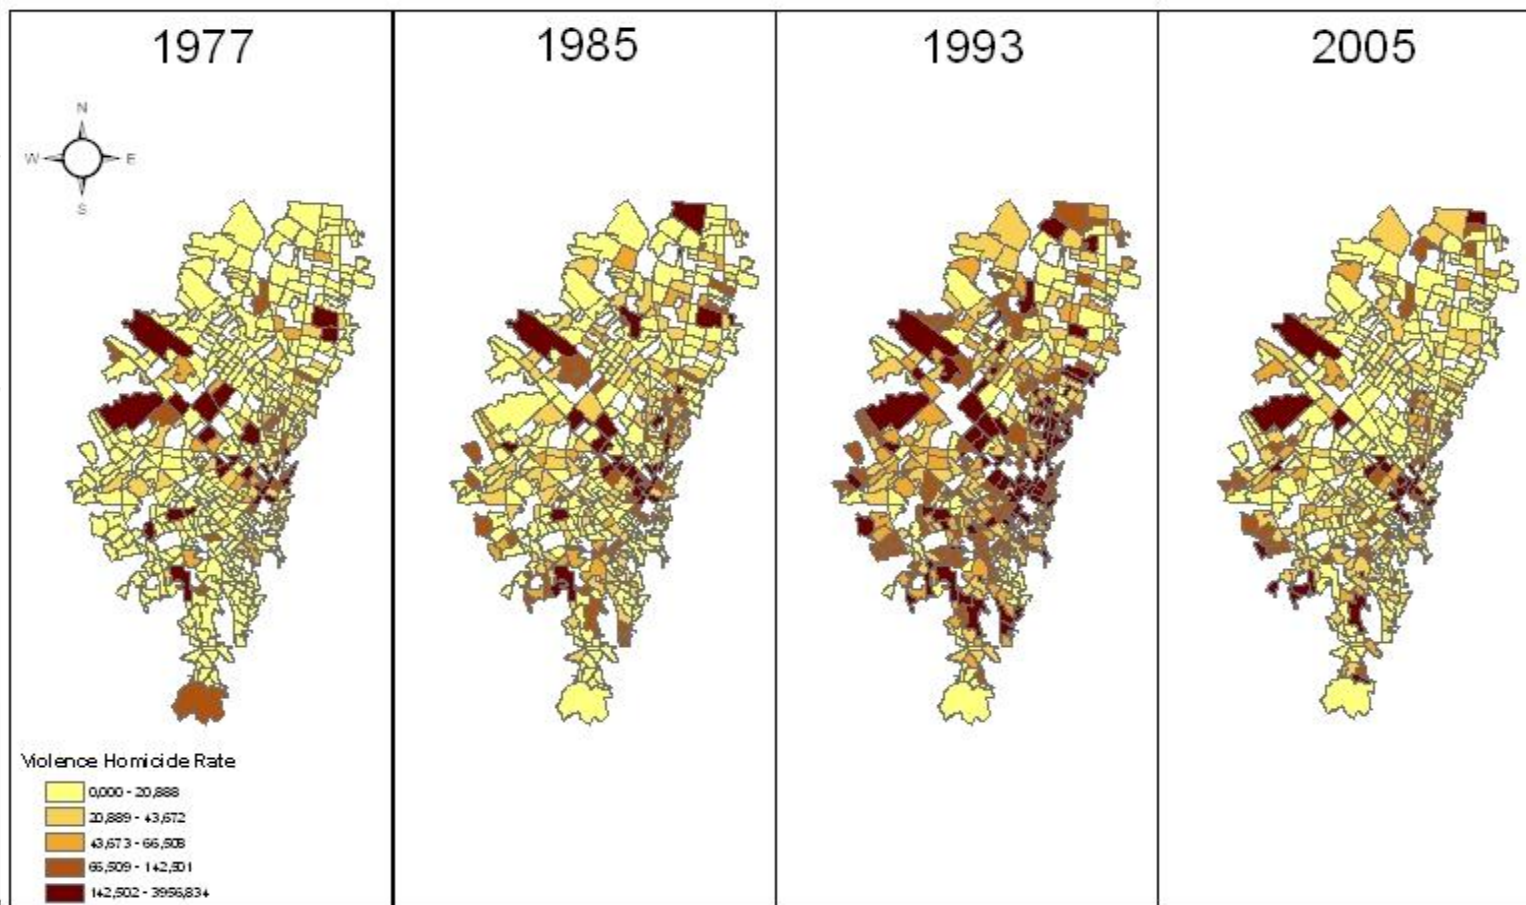 1977
1985
1993
2005
N
W E
S
Violence Homicide Rate
0,000 - 20,888
20,889 - 43,672
43,673 - 66,508
66,509 - 142,501
142,502 - 3956,834